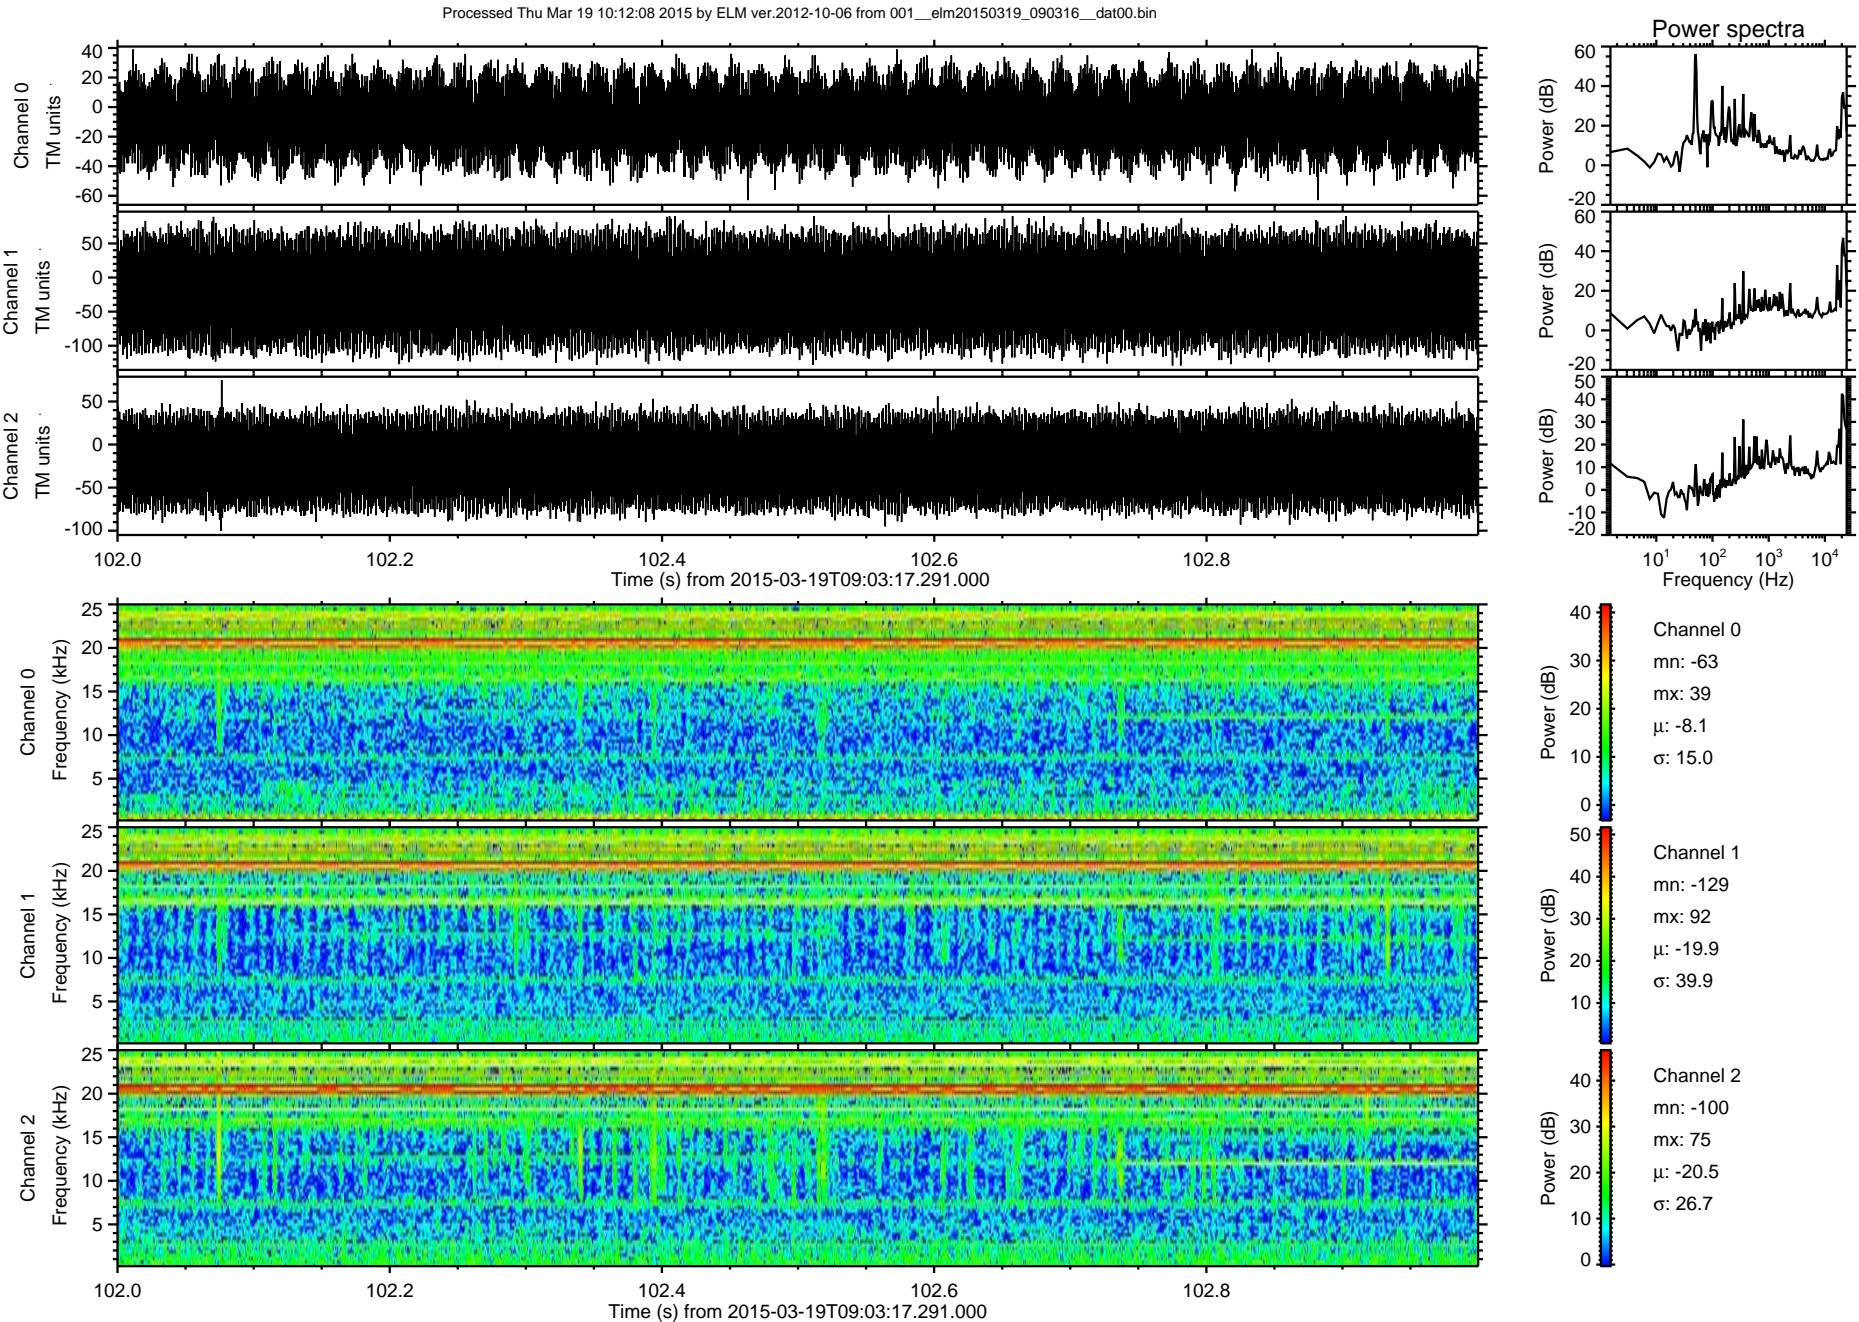 Processed Thu Mar 19 10:12:08 2015 by ELM ver.2012-10-06 from 001__elm20150319_090316__dat00.bin
Power spectra
Channel 0
TM units
40
20
0
-20
-40
-60
Power (dB)
60
40
20
0
-20
Channel 1
TM units
50
0
-50
-100
Power (dB)
60
40
20
0
-20
Channel 2
TM units
50
0
-50
-100
Power (dB)
50
40
30
20
10
0
-10
-20
102.0 102.2 102.4 102.6 102.8
Time (s) from 2015-03-19T09:03:17.291.000
10¹ 10² 10³ 10⁴
Frequency (Hz)
Channel 0
Frequency (kHz)
25
20
15
10
5
Power (dB)
40
30
20
10
0
Channel 0
mn: -63
mx: 39
μ: -8.1
σ: 15.0
Channel 1
Frequency (kHz)
25
20
15
10
5
Power (dB)
50
40
30
20
10
Channel 1
mn: -129
mx: 92
μ: -19.9
σ: 39.9
Channel 2
Frequency (kHz)
25
20
15
10
5
Power (dB)
40
30
20
10
0
Channel 2
mn: -100
mx: 75
μ: -20.5
σ: 26.7
102.0 102.2 102.4 102.6 102.8
Time (s) from 2015-03-19T09:03:17.291.000